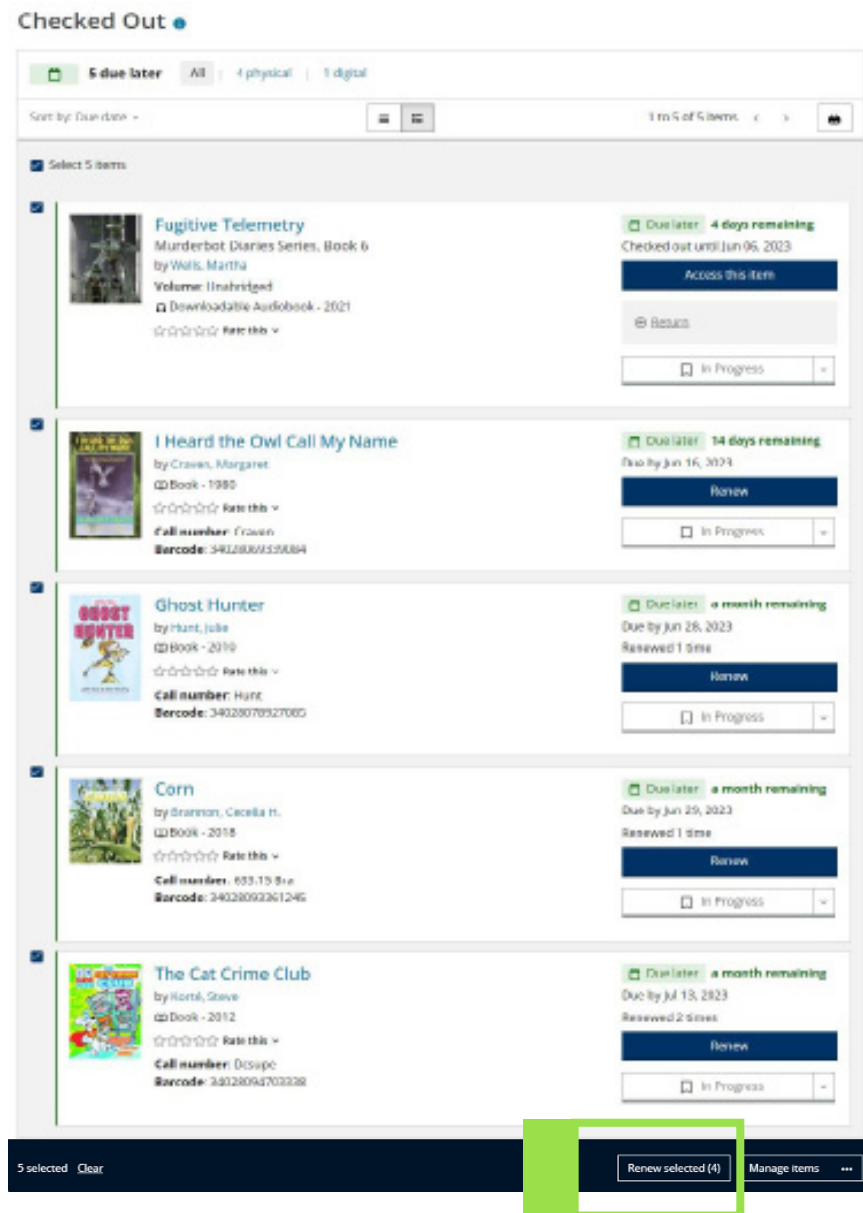 Checked Out
5 due later All | 4 physical | 1 digital
Sort by: Due date
1 to 5 of 5 items
Select 5 items
Fugitive Telemetry
Murderbot Diaries Series, Book 6
by Wells, Martha
Volume: Unabridged
Downloadable Audiobook - 2021
Rate this
Due later 4 days remaining
Checked out until Jun 06, 2023
Access this item
Return
In Progress
I Heard the Owl Call My Name
by Craven, Margaret
Book - 1980
Rate this
Call number: Craven
Barcode:
Due later 14 days remaining
Due by Jun 16, 2023
Renew
In Progress
GHOST
HUNTER
Ghost Hunter
by Hunt, Julie
Book - 2010
Rate this
Call number: Hunt
Barcode: 34028078927085
Due later a month remaining
Due by Jun 28, 2023
Renewed 1 time
Renew
In Progress
Corn
by Brannon, Cecelia H.
Book - 2018
Rate this
Call number: 633.15 Bra
Barcode: 34028093361245
Due later a month remaining
Due by Jun 29, 2023
Renewed 1 time
Renew
In Progress
The Cat Crime Club
by Korté, Steve
Book - 2012
Rate this
Call number: Dcsupe
Barcode: 34028094703338
Due later a month remaining
Due by Jul 13, 2023
Renewed 2 times
Renew
In Progress
5 selected Clear
Renew selected (4)
Manage items